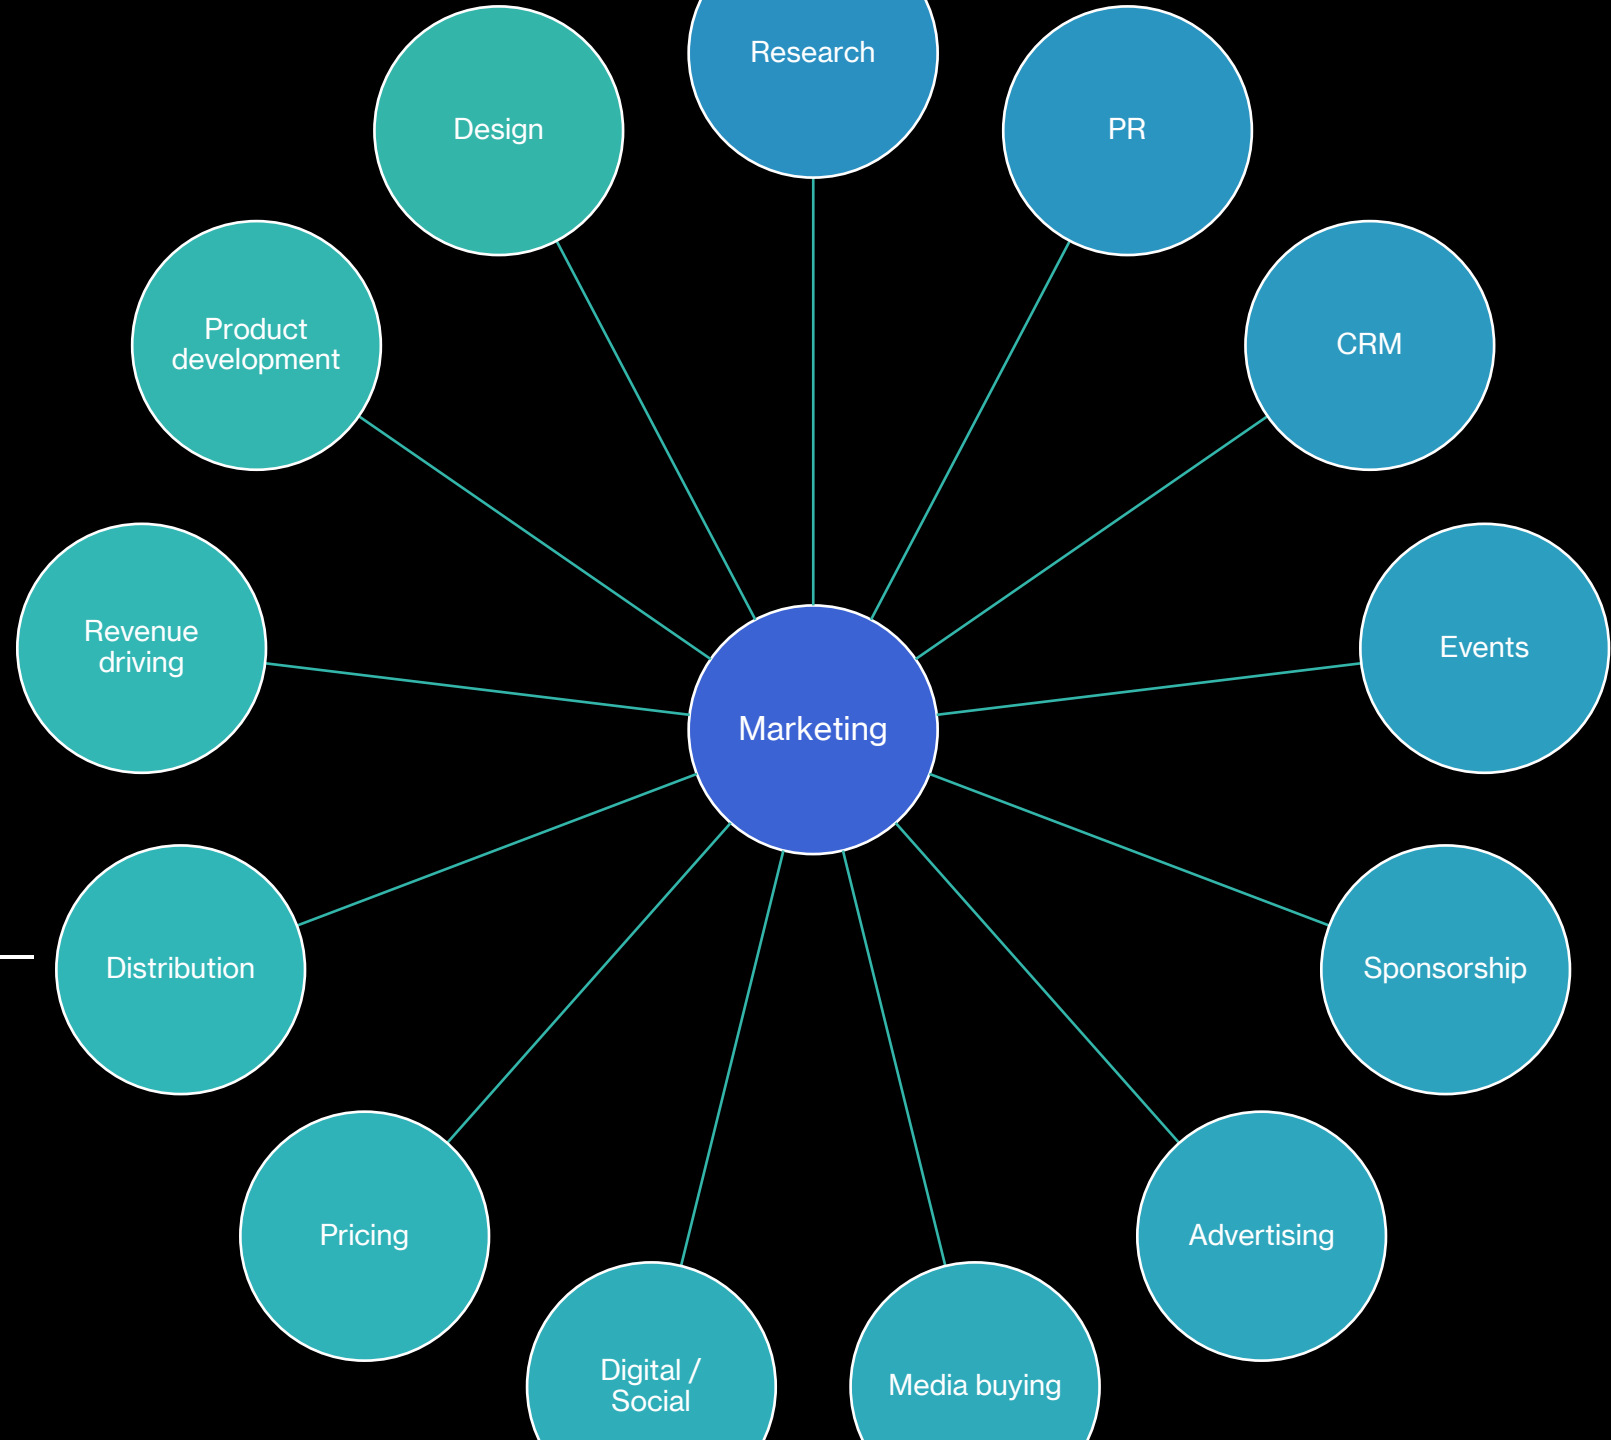 Research
Design
PR
Product
development
CRM
Revenue
driving
Events
Marketing
Distribution
Sponsorship
Pricing
Advertising
Digital /
Social
Media buying